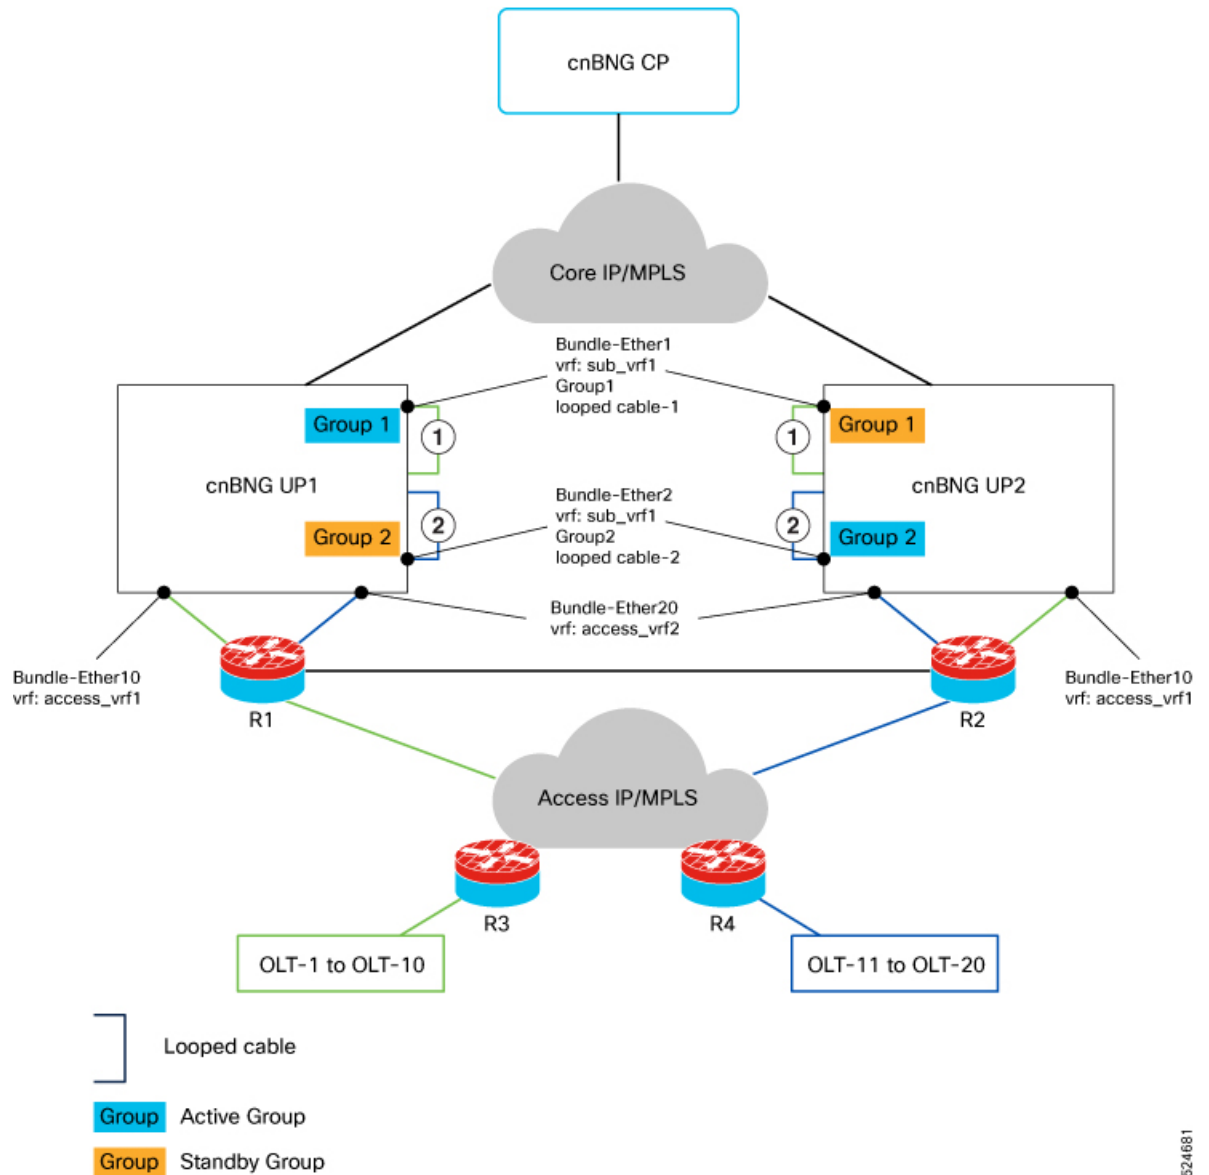 cnBNG CP
Core IP/MPLS
Bundle-Ether1
vrf: sub_vrf1
Group1
looped cable-1
Group 1
1
cnBNG UP1
2
Group 2
Bundle-Ether2
vrf: sub_vrf1
Group2
looped cable-2
1
Group 1
cnBNG UP2
2
Group 2
Bundle-Ether20
vrf: access_vrf2
Bundle-Ether10
vrf: access_vrf1
R1
R2
Bundle-Ether10
vrf: access_vrf1
Access IP/MPLS
R3
R4
OLT-1 to OLT-10
OLT-11 to OLT-20
Looped cable
Group Active Group
Group Standby Group
524681